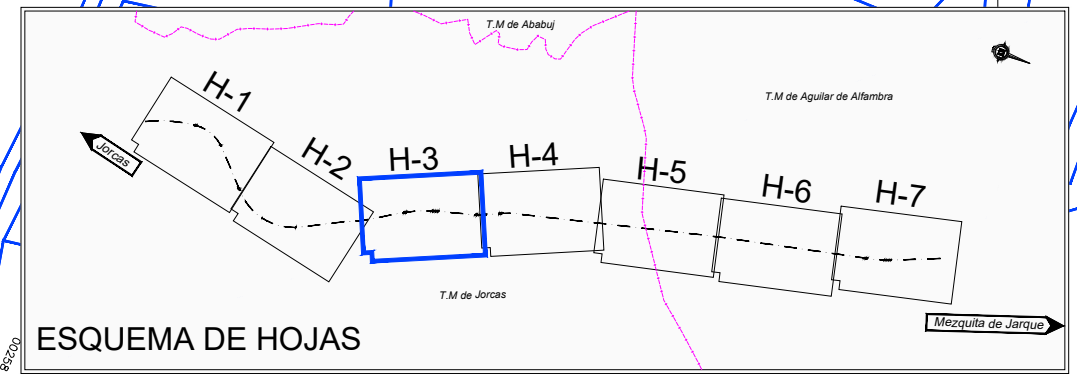 T.M de Ababuj
T.M de Aguilar de Alfambra
H-1
H-2
H-3
H-4
H-5
H-6
H-7
Jorcas
T.M de Jorcas
Mezquita de Jarque
ESQUEMA DE HOJAS
00258